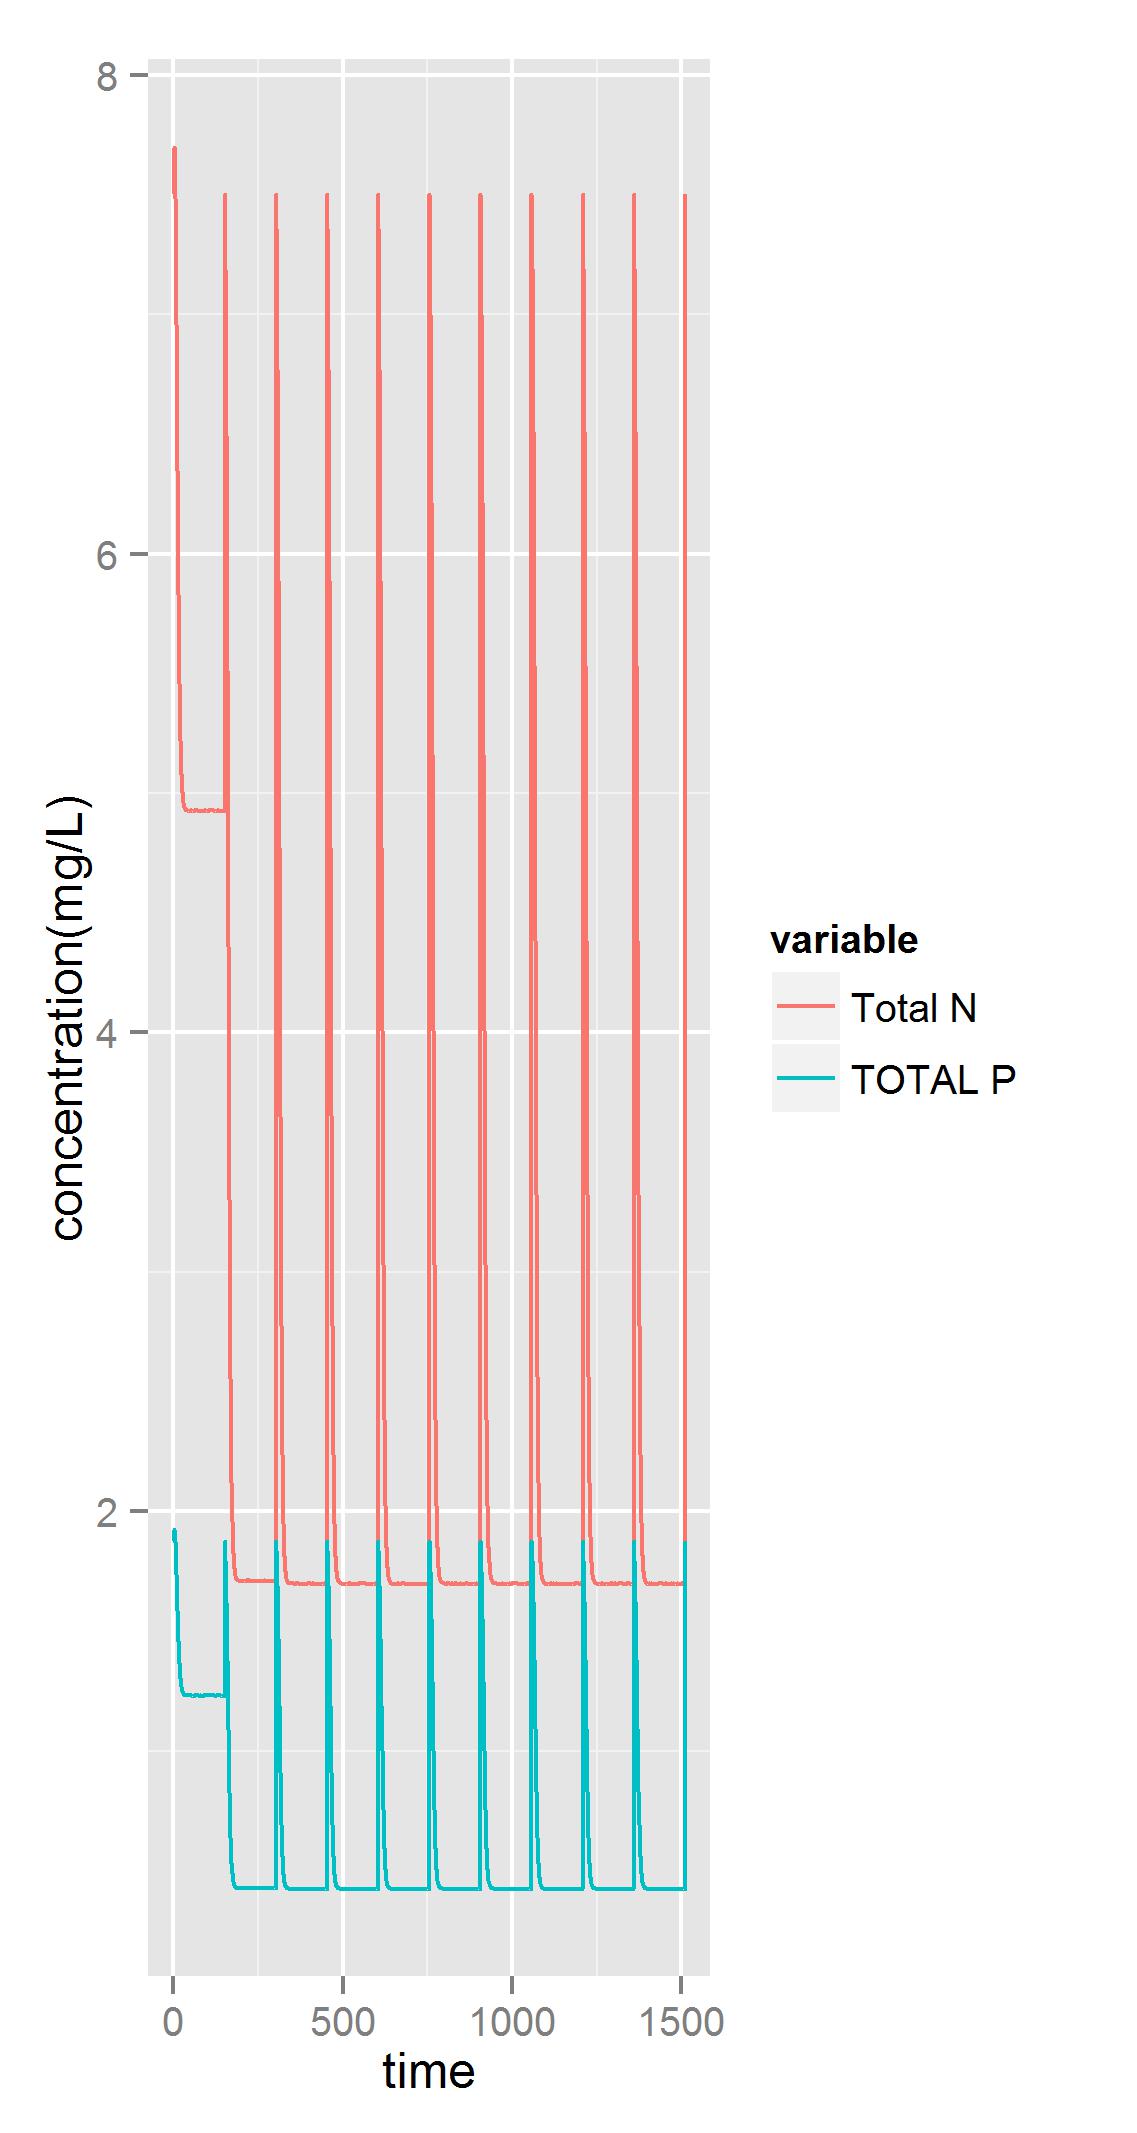 concentration(mg/L)
8
6
4
2
0 500 1000 1500
time
variable
Total N
TOTAL P